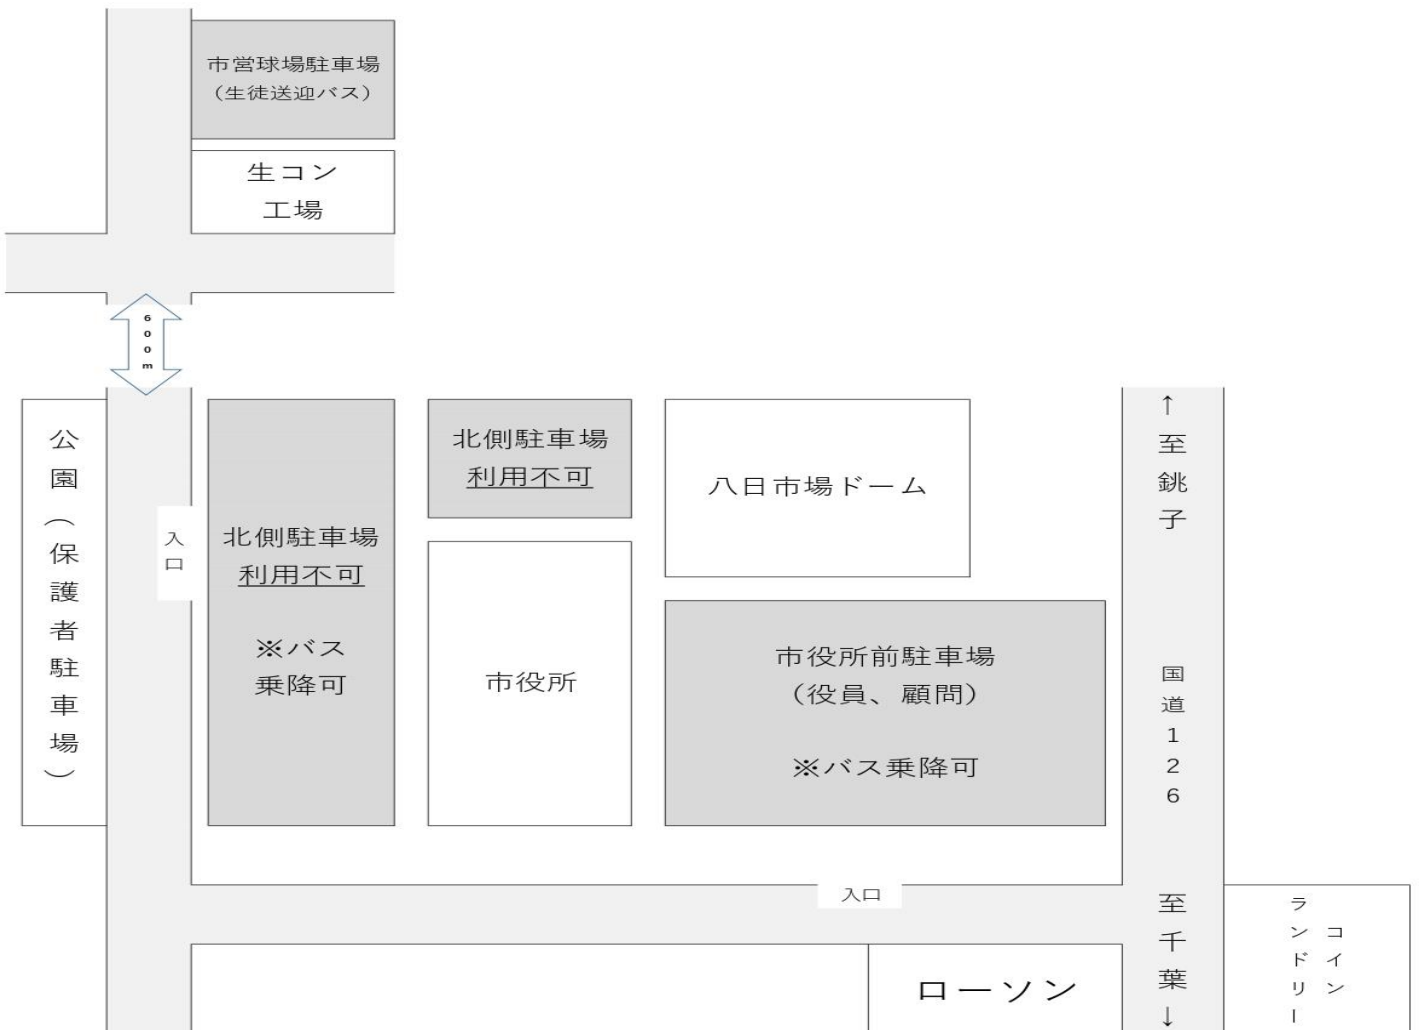 市営球場駐車場
（生徒送迎バス）
生コン
工場
600m
公園（保護者駐車場）
入口
北側駐車場
利用不可
※バス
乗降可
北側駐車場
利用不可
市役所
八日市場ドーム
市役所前駐車場
（役員、顧問）
※バス乗降可
↑至銚子
国道126
至千葉↓
入口
ローソン
コイン
ランドリー